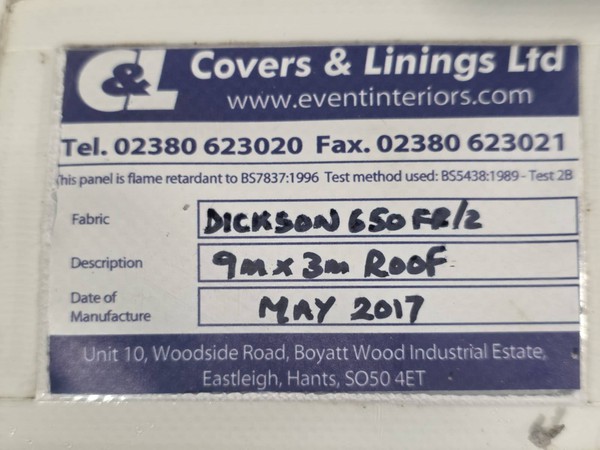 C&L Covers & Linings Ltd
www.eventinteriors.com
Tel. 02380 623020 Fax. 02380 623021
This panel is flame retardant to BS7837:1996 Test method used: BS5438:1989 - Test 2B
Fabric DICKSON 650 FR/2
Description 9m x 3m ROOF
Date of
Manufacture MAY 2017
Unit 10, Woodside Road, Boyatt Wood Industrial Estate,
Eastleigh, Hants, SO50 4ET